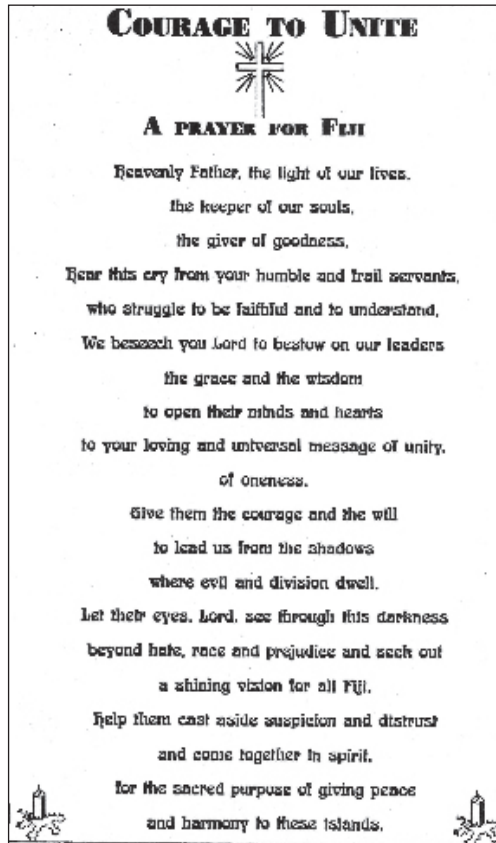 COURAGE TO UNITE
A PRAYER FOR FIJI
Heavenly Father, the light of our lives,
the keeper of our souls,
the giver of goodness,
Hear this cry from your humble and frail servants,
who struggle to be faithful and to understand,
We beseech you Lord to bestow on our leaders
the grace and the wisdom
to open their minds and hearts
to your loving and universal message of unity,
of oneness.
Give them the courage and the will
to lead us from the shadows
where evil and division dwell.
Let their eyes, Lord, see through this darkness
beyond hate, race and prejudice and seek out
a shining vision for all Fiji.
Help them cast aside suspicion and distrust
and come together in spirit,
for the sacred purpose of giving peace
and harmony to these islands.